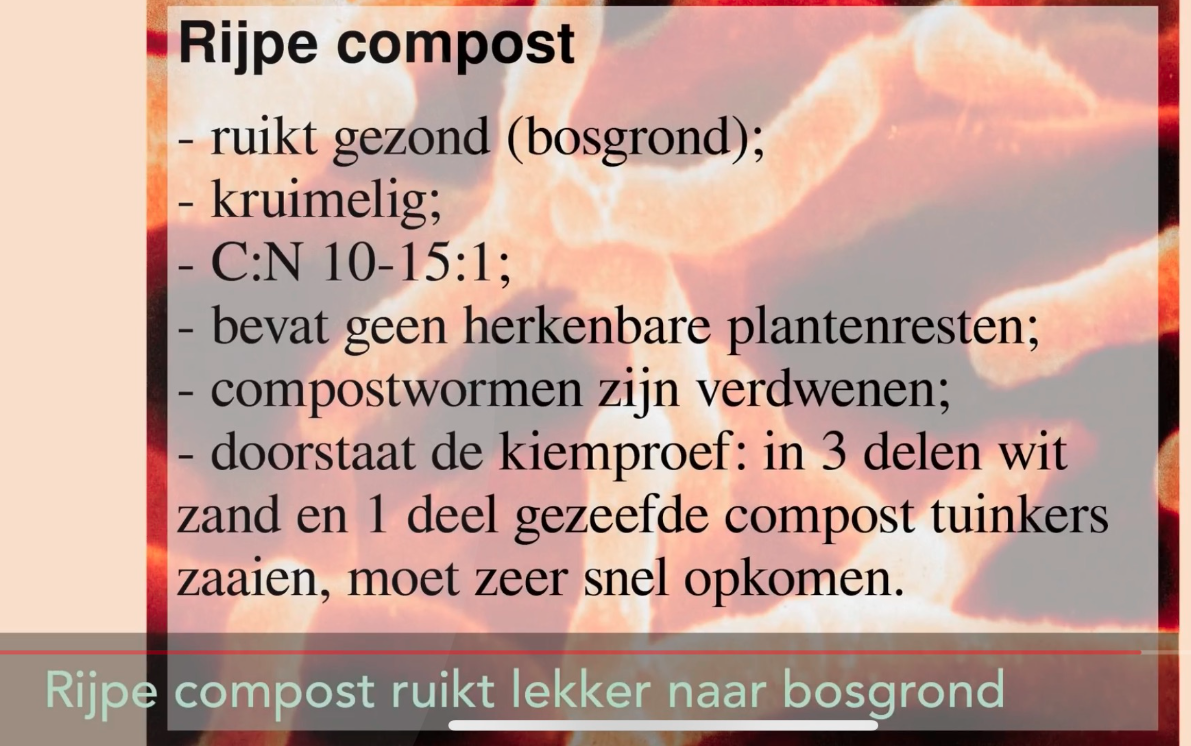 Rijpe compost
- ruikt gezond (bosgrond);
- kruimelig;
- C:N 10-15:1;
- bevat geen herkenbare plantenresten;
- compostwormen zijn verdwenen;
- doorstaat de kiemproef: in 3 delen wit
zand en 1 deel gezeefde compost tuinkers
zaaien, moet zeer snel opkomen.
Rijpe compost ruikt lekker naar bosgrond